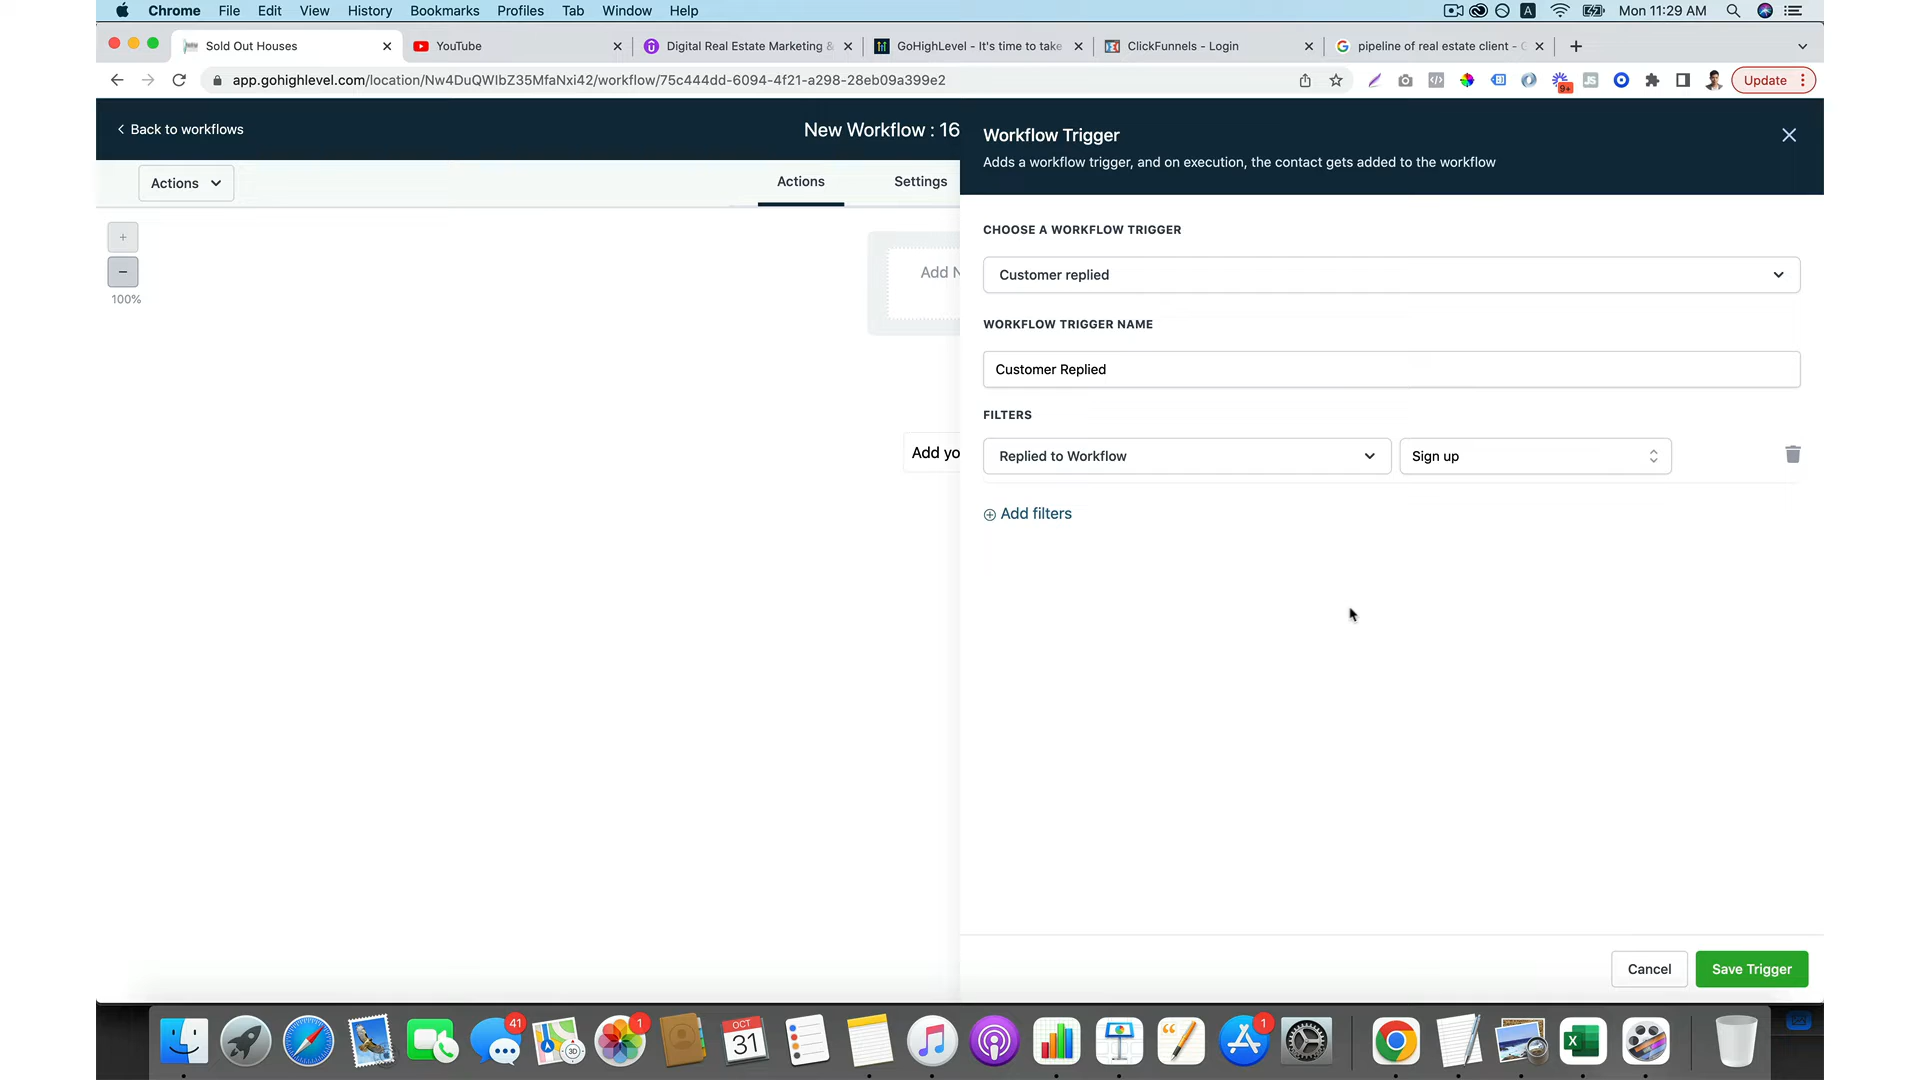 Chrome File Edit View History Bookmarks Profiles Tab Window Help
A Mon 11:29 AM
Sold Out Houses
YouTube
Digital Real Estate Marketing &
GoHighLevel - It's time to take
ClickFunnels - Login
pipeline of real estate client -
app.gohighlevel.com/location/Nw4DuQWIbZ35MfaNxi42/workflow/75c444dd-6094-4f21-a298-28eb09a399e2
9+
JS
Update
Back to workflows
New Workflow : 16
Actions
Actions
Settings
+
−
100%
Add N
Add yo
Workflow Trigger
Adds a workflow trigger, and on execution, the contact gets added to the workflow
CHOOSE A WORKFLOW TRIGGER
Customer replied
WORKFLOW TRIGGER NAME
Customer Replied
FILTERS
Replied to Workflow
Sign up
Add filters
Cancel
Save Trigger
41
3D
1
OCT
31
1
X